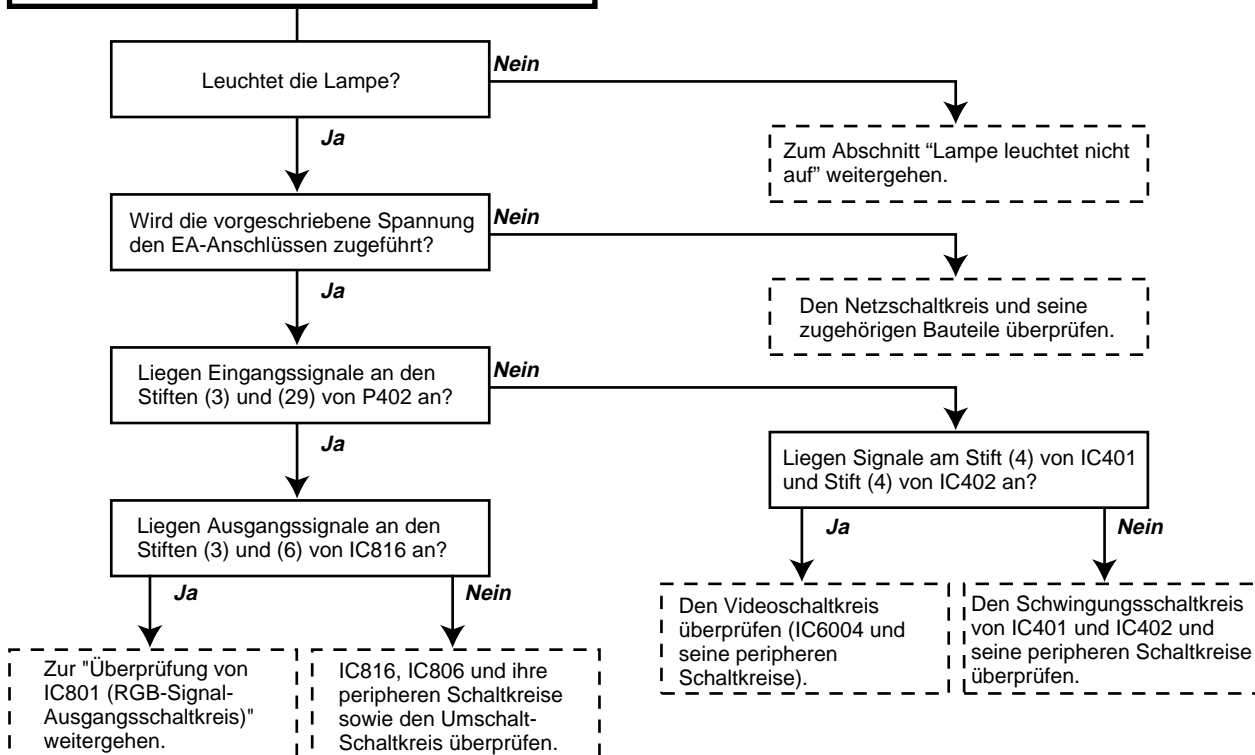 Leuchtet die Lampe?
Nein
Ja
Zum Abschnitt “Lampe leuchtet nicht
auf” weitergehen.
Wird die vorgeschriebene Spannung
den EA-Anschlüssen zugeführt?
Nein
Ja
Den Netzschaltkreis und seine
zugehörigen Bauteile überprüfen.
Liegen Eingangssignale an den
Stiften (3) und (29) von P402 an?
Nein
Ja
Liegen Signale am Stift (4) von IC401
und Stift (4) von IC402 an?
Liegen Ausgangssignale an den
Stiften (3) und (6) von IC816 an?
Ja
Nein
Ja
Nein
Den Videoschaltkreis
überprüfen (IC6004 und
seine peripheren
Schaltkreise).
Den Schwingungsschaltkreis
von IC401 und IC402 und
seine peripheren Schaltkreise
überprüfen.
Zur "Überprüfung von
IC801 (RGB-Signal-
Ausgangsschaltkreis)"
weitergehen.
IC816, IC806 und ihre
peripheren Schaltkreise
sowie den Umschalt-
Schaltkreis überprüfen.